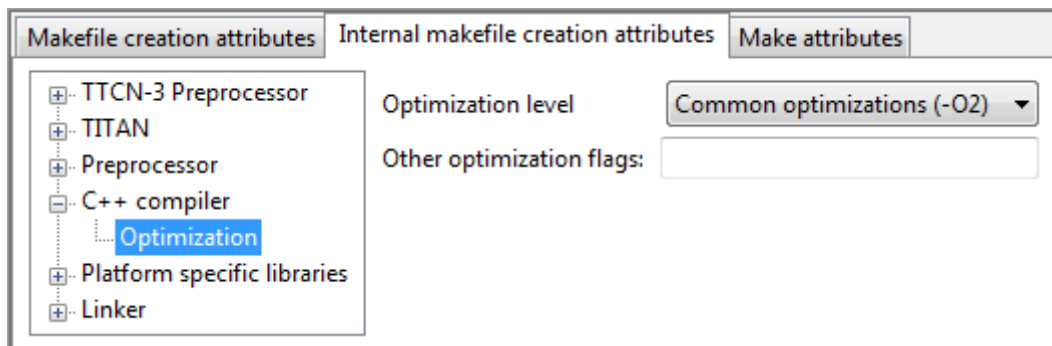 Makefile creation attributes Internal makefile creation attributes Make attributes
TTCN-3 Preprocessor
TITAN
Preprocessor
C++ compiler
Optimization
Platform specific libraries
Linker
Optimization level Common optimizations (-O2)
Other optimization flags: